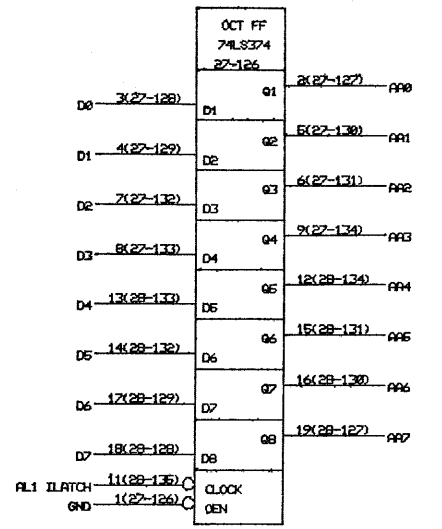 OCT FF
74LS374
27-126
Q1 2(27-127) AA0
D0 3(27-128) D1
Q2 5(27-130) AA1
D1 4(27-129) D2
Q3 6(27-131) AA2
D2 7(27-132) D3
Q4 9(27-134) AA3
D3 8(27-133) D4
Q5 12(28-134) AA4
D4 13(28-133) D5
Q6 15(28-131) AA5
D5 14(28-132) D6
Q7 16(28-130) AA6
D6 17(28-129) D7
Q8 19(28-127) AA7
D7 18(28-128) D8
AL1 ILATCH 11(28-135) CLOCK
GND 1(27-126) OEN